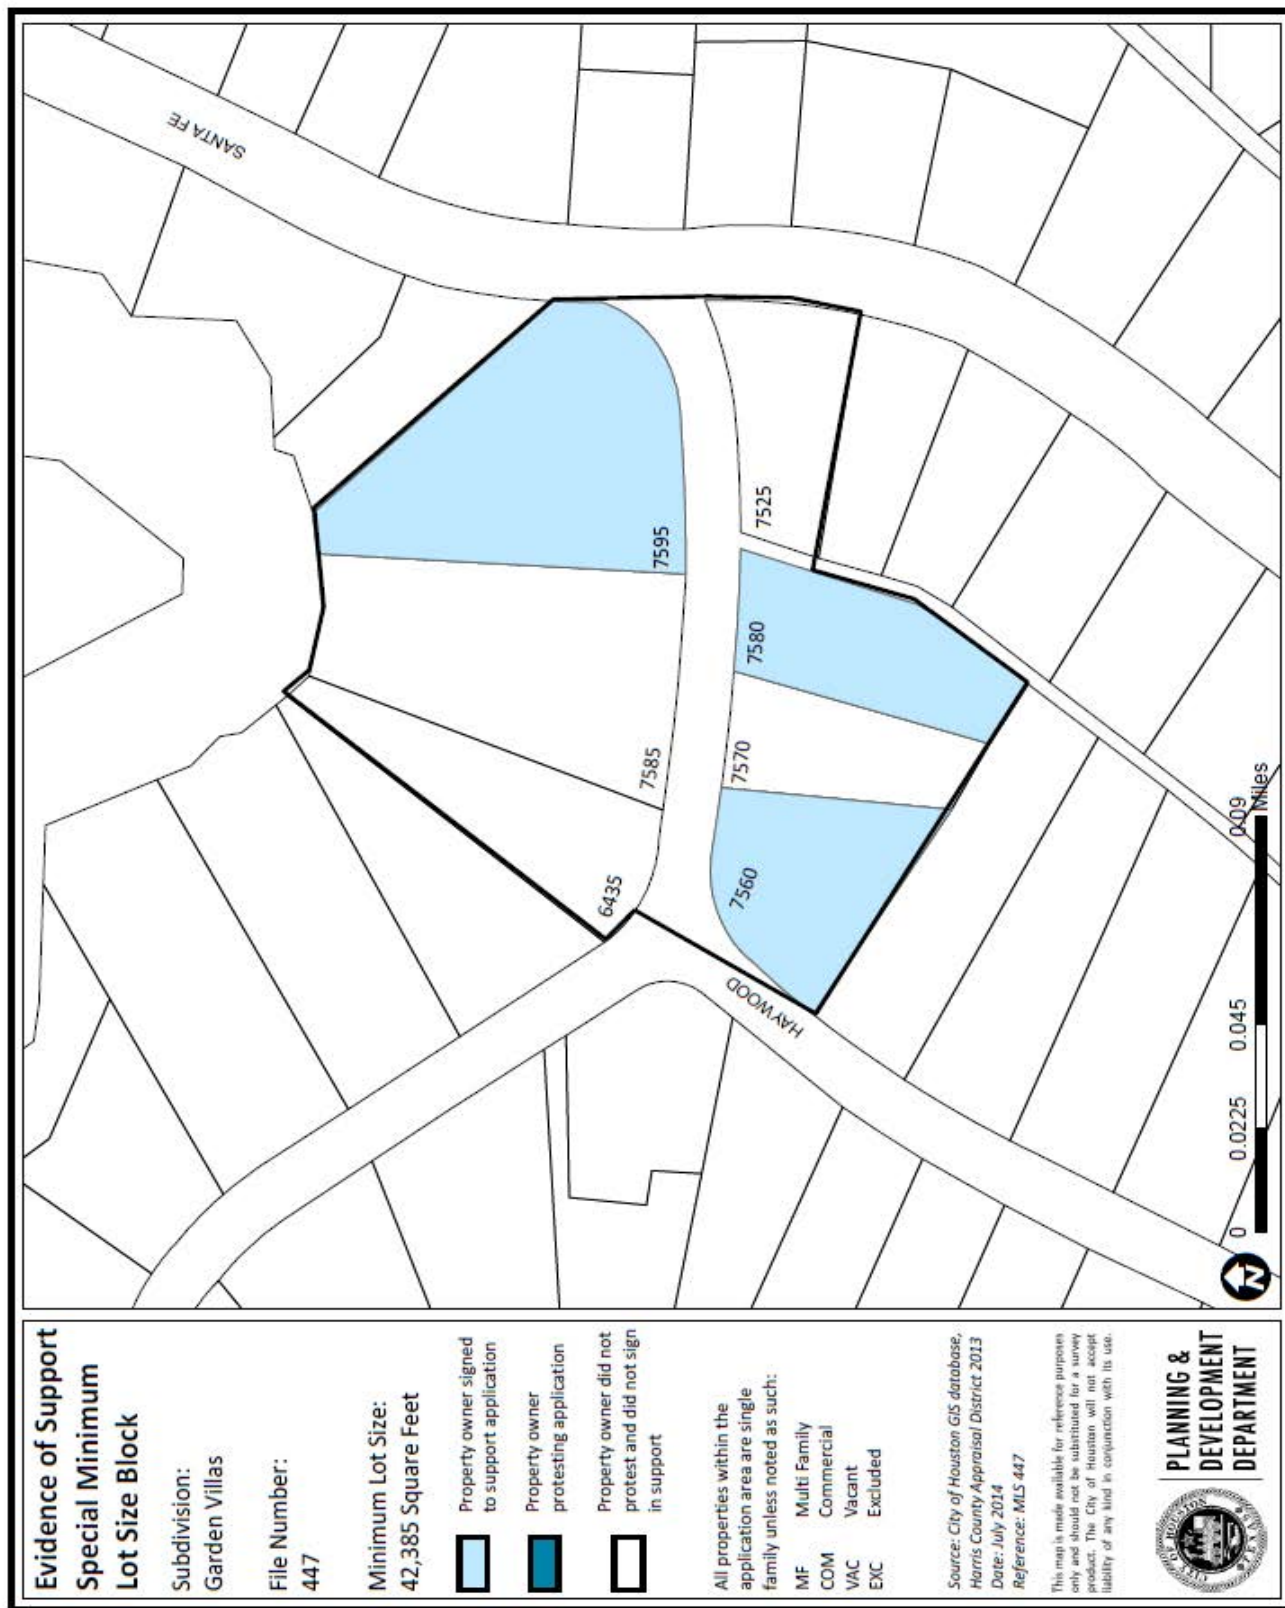 Evidence of Support
Special Minimum
Lot Size Block
Subdivision:
Garden Villas
File Number:
447
Minimum Lot Size:
42,385 Square Feet
Property owner signed
to support application
Property owner
protesting application
Property owner did not
protest and did not sign
in support
All properties within the
application area are single
family unless noted as such:
MF Multi Family
COM Commercial
VAC Vacant
EXC Excluded
Source: City of Houston GIS database,
Harris County Appraisal District 2013
Date: July 2014
Reference: MLS 447
This map is made available for reference purposes
only and should not be substituted for a survey
product. The City of Houston will not accept
liability of any kind in conjunction with its use.
PLANNING &
DEVELOPMENT
DEPARTMENT
SANTA FE
HAYWOOD
6435
7585
7595
7560
7570
7580
7525
N
0 0.0225 0.045 0.09
Miles